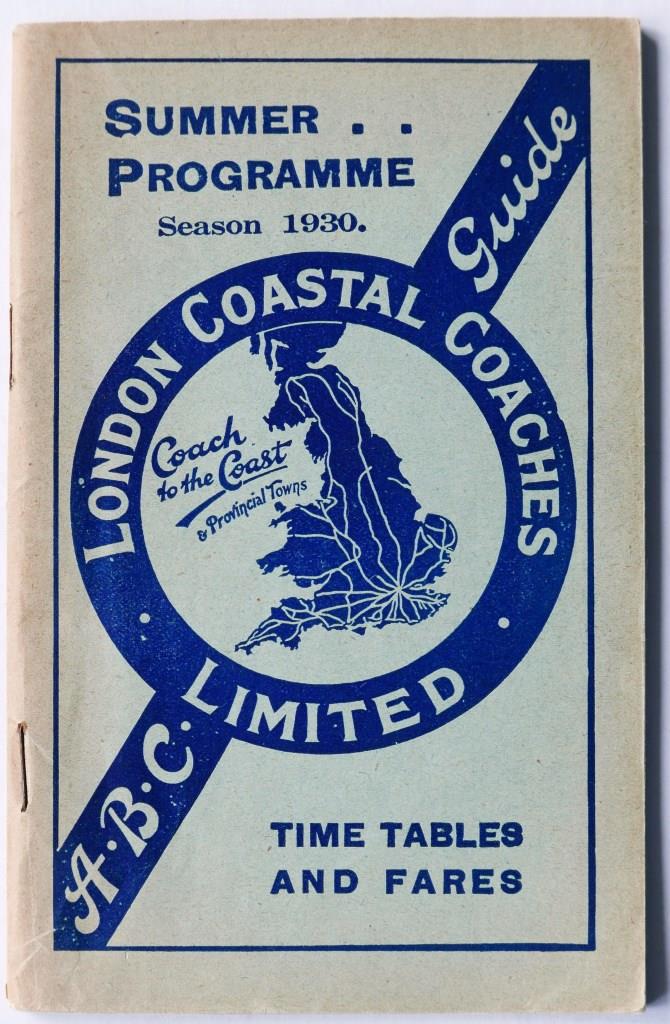 SUMMER . .
PROGRAMME
Season 1930.
Guide
LONDON COASTAL COACHES
Coach
to the Coast
& Provincial Towns
LIMITED
A·B·C·
TIME TABLES
AND FARES